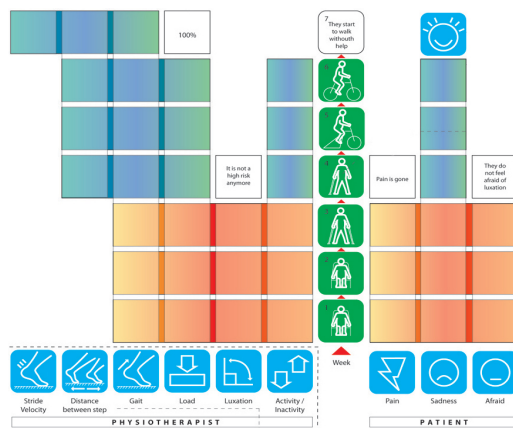 7
They start
to walk
withouth
help
100%
6
5
It is not a
high risk
anymore
4
Pain is gone
They do
not feel
afraid of
luxation
3
2
1
Week
Stride
Velocity
Distance
between step
Gait
Load
Luxation
Activity /
Inactivity
Pain
Sadness
Afraid
PHYSIOTHERAPIST
PATIENT